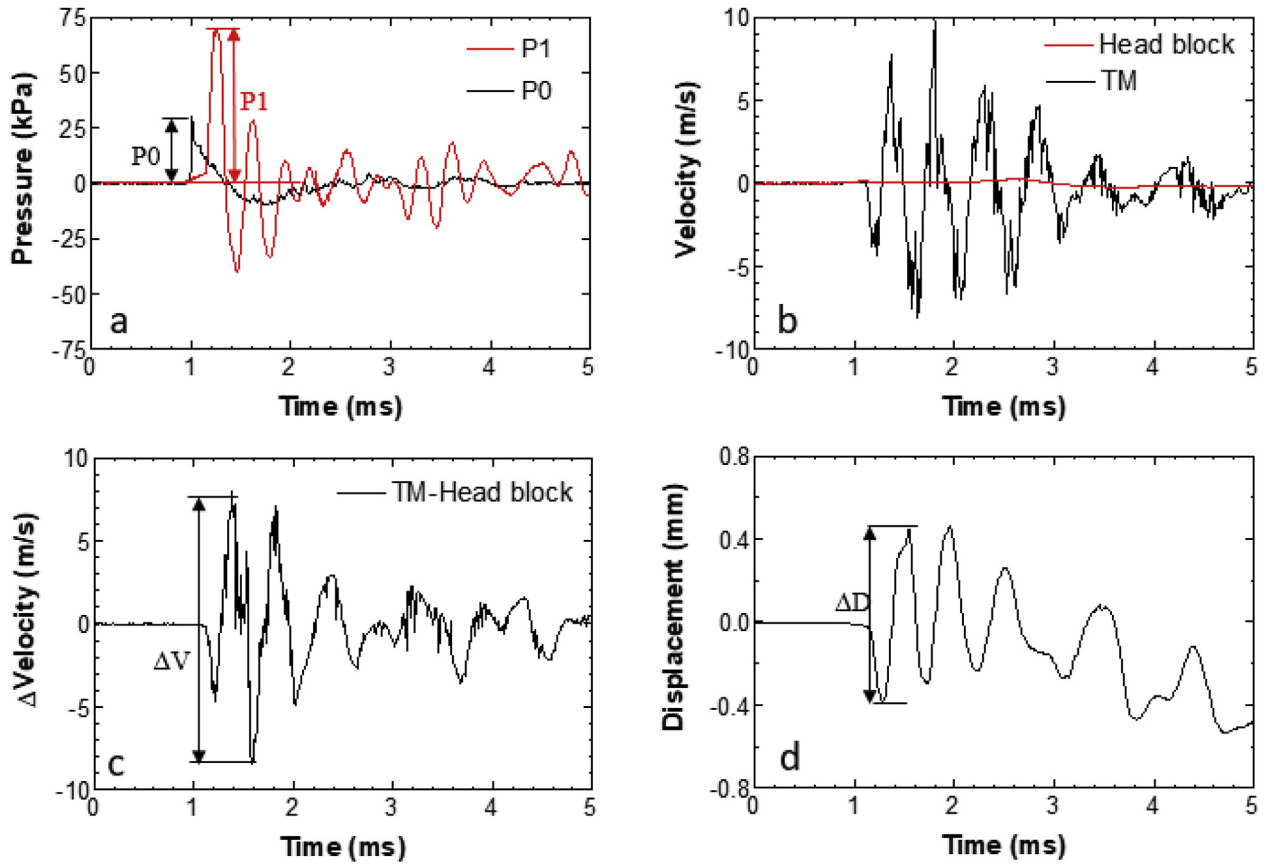 75
50
25
0
-25
-50
-75
Pressure (kPa)
P1
P0
P1
P0
a
0 1 2 3 4 5
Time (ms)
10
5
0
-5
-10
Velocity (m/s)
Head block
TM
b
0 1 2 3 4 5
Time (ms)
10
5
0
-5
-10
ΔVelocity (m/s)
TM-Head block
ΔV
c
0 1 2 3 4 5
Time (ms)
0.8
0.4
0.0
-0.4
-0.8
Displacement (mm)
ΔD
d
0 1 2 3 4 5
Time (ms)